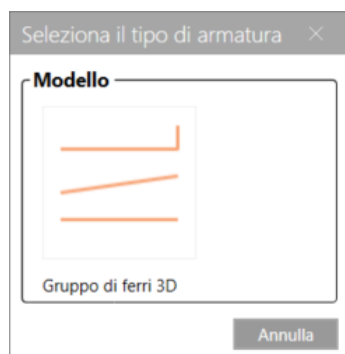 Seleziona il tipo di armatura
Modello
Gruppo di ferri 3D
Annulla